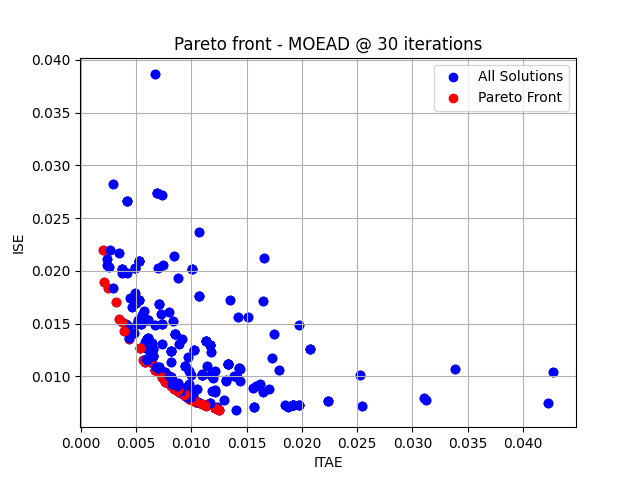 Pareto front - MOEAD @ 30 iterations
All Solutions
Pareto Front
0.040
0.035
0.030
0.025
0.020
0.015
0.010
ISE
0.000 0.005 0.010 0.015 0.020 0.025 0.030 0.035 0.040
ITAE